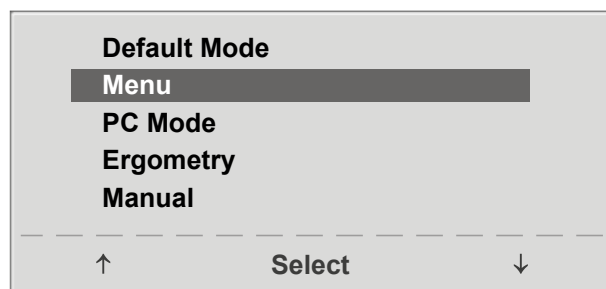 Default Mode
Menu
PC Mode
Ergometry
Manual
↑ Select ↓